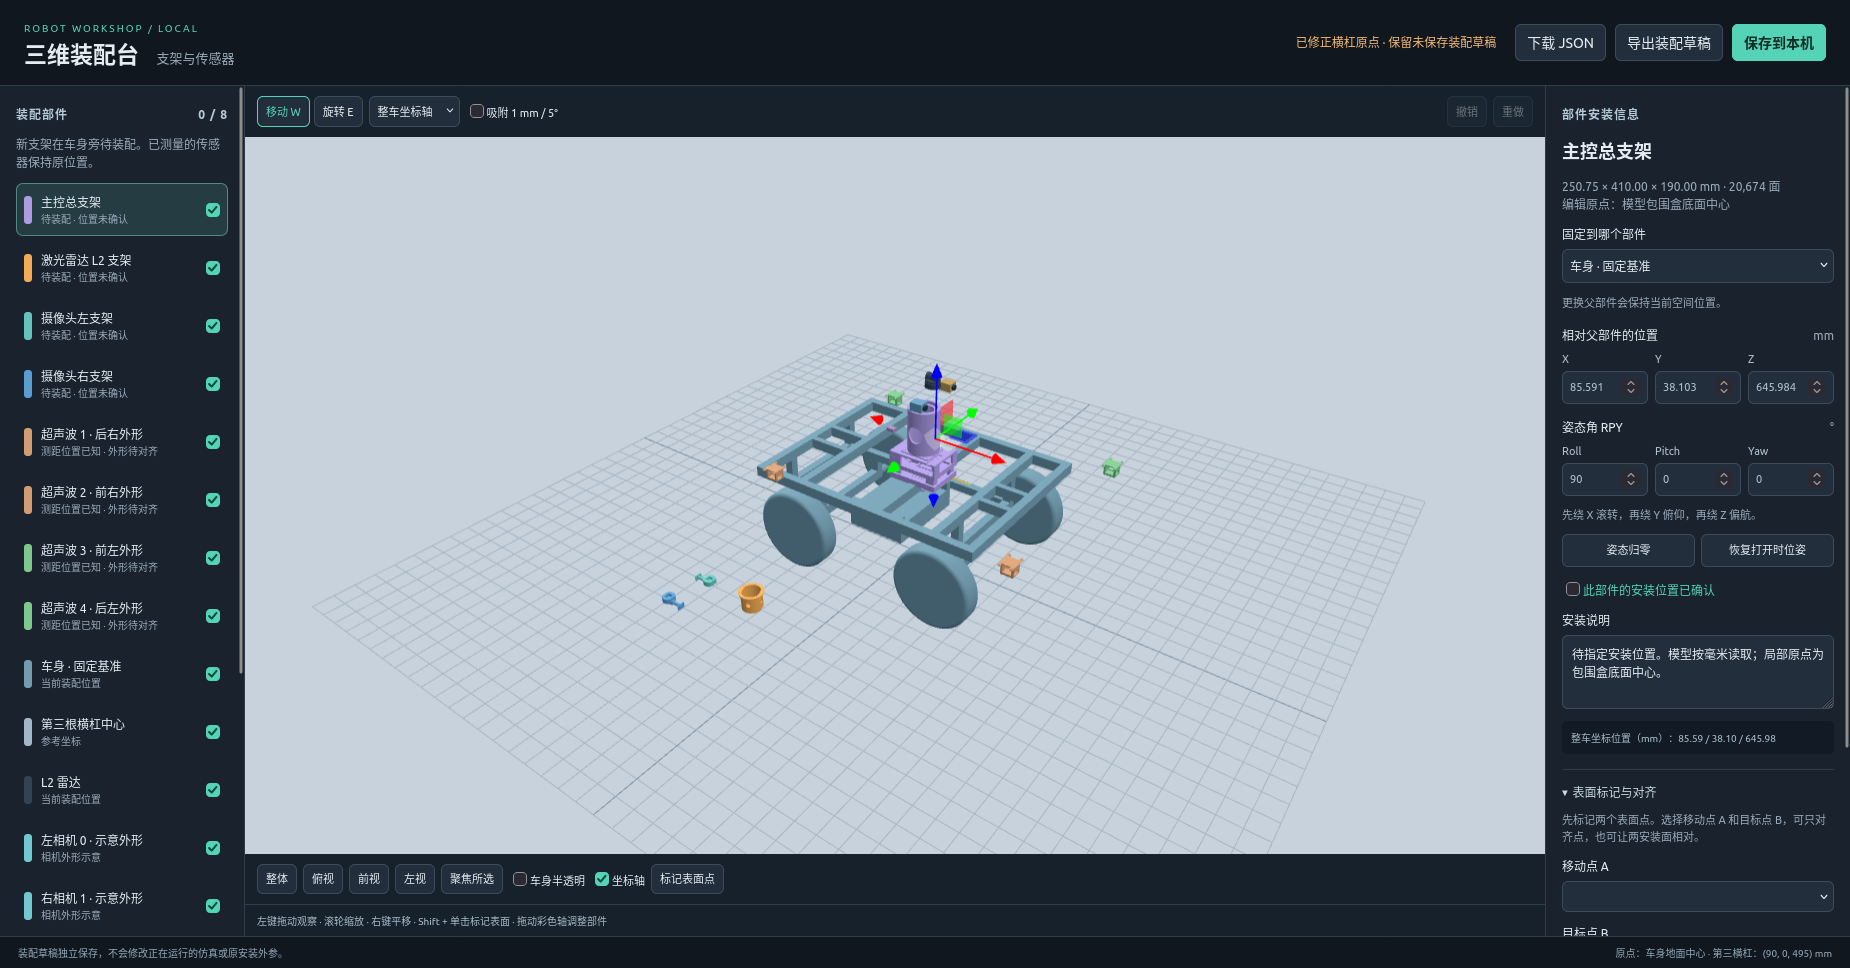 ROBOT WORKSHOP / LOCAL
三维装配台 支架与传感器
已修正横杠原点 · 保留未保存装配草稿
下载 JSON
导出装配草稿
保存到本机
装配部件 0 / 8
新支架在车身旁待装配。已测量的传感
器保持原位置。
主控总支架
待装配 · 位置未确认
激光雷达 L2 支架
待装配 · 位置未确认
摄像头左支架
待装配 · 位置未确认
摄像头右支架
待装配 · 位置未确认
超声波 1 · 后右外形
测距位置已知 · 外形待对齐
超声波 2 · 前右外形
测距位置已知 · 外形待对齐
超声波 3 · 前左外形
测距位置已知 · 外形待对齐
超声波 4 · 后左外形
测距位置已知 · 外形待对齐
车身 · 固定基准
当前装配位置
第三根横杠中心
参考坐标
L2 雷达
当前装配位置
左相机 0 · 示意外形
相机外形示意
右相机 1 · 示意外形
相机外形示意
移动 W
旋转 E
整车坐标轴
吸附 1 mm / 5°
撤销
重做
整体
俯视
前视
左视
聚焦所选
车身半透明
坐标轴
标记表面点
左键拖动观察 · 滚轮缩放 · 右键平移 · Shift + 单击标记表面 · 拖动彩色轴调整部件
部件安装信息
主控总支架
250.75 × 410.00 × 190.00 mm · 20,674 面
编辑原点：模型包围盒底面中心
固定到哪个部件
车身 · 固定基准
更换父部件会保持当前空间位置。
相对父部件的位置 mm
X Y Z
85.591 38.103 645.984
姿态角 RPY °
Roll Pitch Yaw
90 0 0
先绕 X 滚转，再绕 Y 俯仰，再绕 Z 偏航。
姿态归零
恢复打开时位姿
此部件的安装位置已确认
安装说明
待指定安装位置。模型按毫米读取；局部原点为
包围盒底面中心。
整车坐标位置（mm）：85.59 / 38.10 / 645.98
▾ 表面标记与对齐
先标记两个表面点。选择移动点 A 和目标点 B，可只对
齐点，也可让两安装面相对。
移动点 A
目标点 B
装配草稿独立保存，不会修改正在运行的仿真或原安装外参。
原点：车身地面中心 · 第三横杠：(90, 0, 495) mm